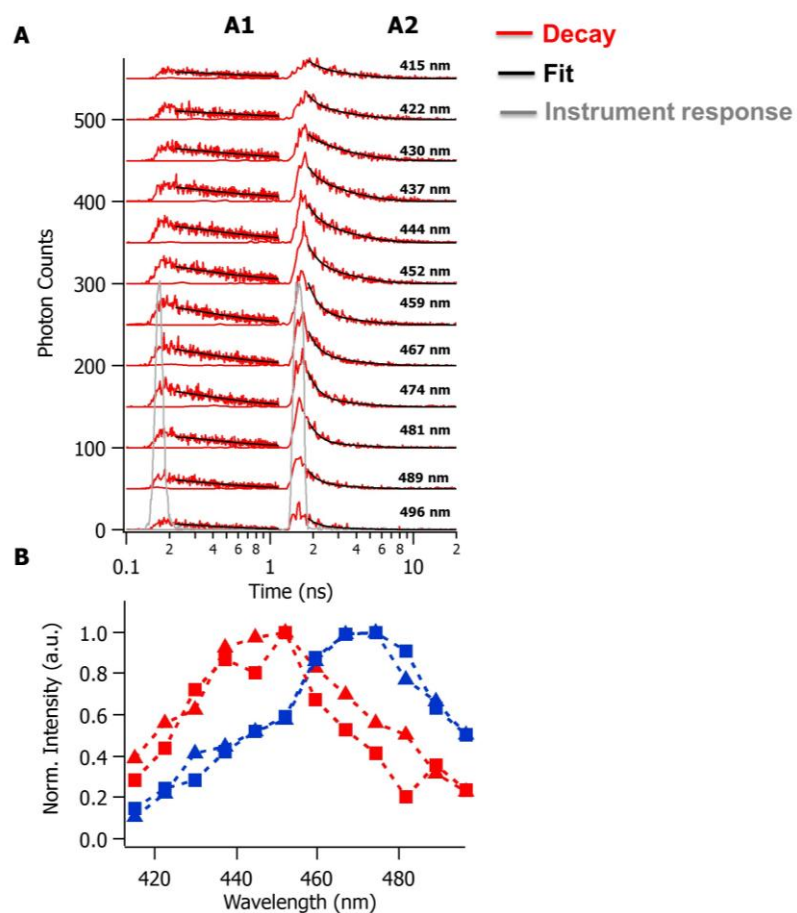 A1 A2
A
Decay
Fit
Instrument response
415 nm
422 nm
430 nm
437 nm
444 nm
452 nm
459 nm
467 nm
474 nm
481 nm
489 nm
496 nm
Photon Counts
500
400
300
200
100
0
0.1 2 4 6 8 1 2 4 6 8 10 2
Time (ns)
B
Norm. Intensity (a.u.)
1.0
0.8
0.6
0.4
0.2
0.0
420 440 460 480
Wavelength (nm)